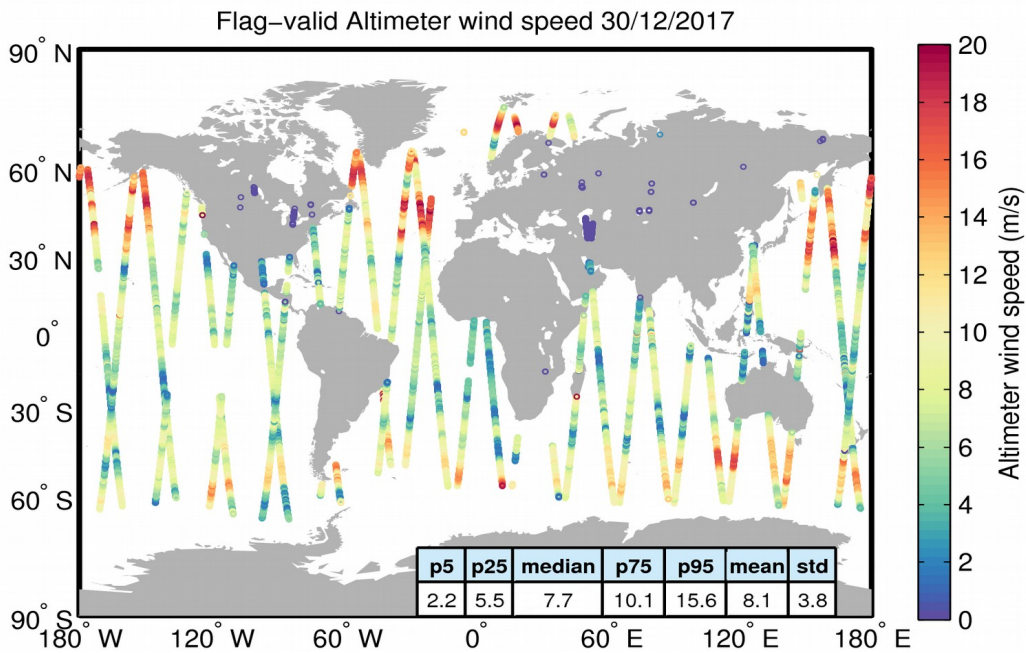 Flag−valid Altimeter wind speed 30/12/2017
90° N
60° N
30° N
0°
30° S
60° S
90° S
180° W
120° W
60° W
0°
60° E
120° E
180° E
p5 p25 median p75 p95 mean std
2.2 5.5 7.7 10.1 15.6 8.1 3.8
20
18
16
14
12
10
8
6
4
2
0
Altimeter wind speed (m/s)